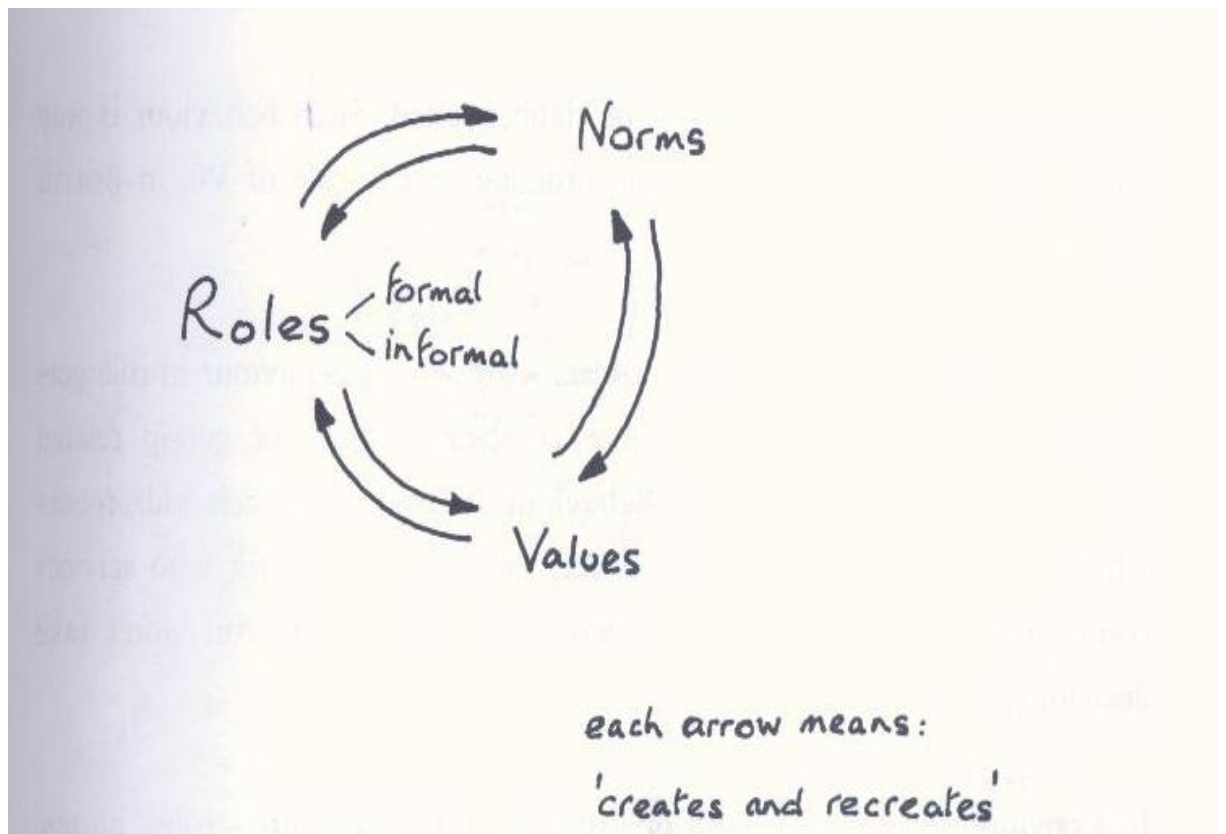 Norms
formal
Roles
informal
Values
each arrow means:
'creates and recreates'